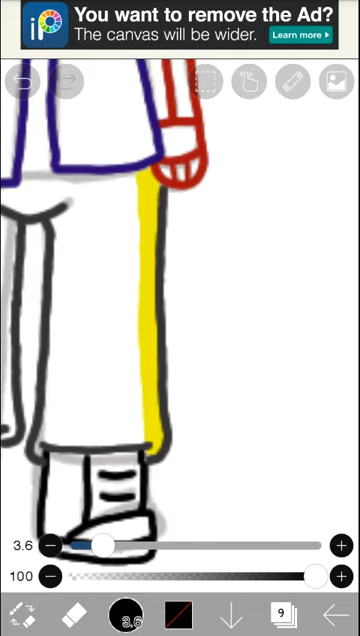 iP
You want to remove the Ad?
The canvas will be wider.
Learn more
3.6
100
3.6
9